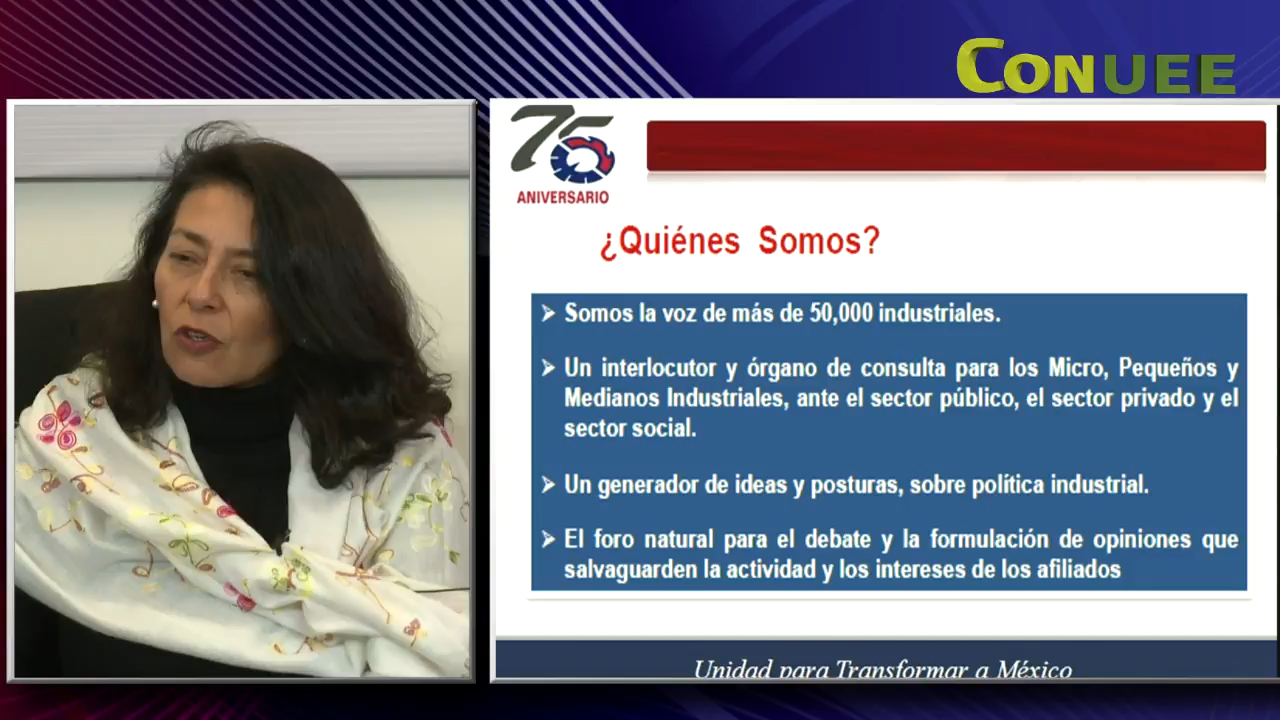 CONUEE
75
ANIVERSARIO
¿Quiénes Somos?
Somos la voz de más de 50,000 industriales.
Un interlocutor y órgano de consulta para los Micro, Pequeños y
Medianos Industriales, ante el sector público, el sector privado y el
sector social.
Un generador de ideas y posturas, sobre política industrial.
El foro natural para el debate y la formulación de opiniones que
salvaguarden la actividad y los intereses de los afiliados
Unidad para Transformar a México